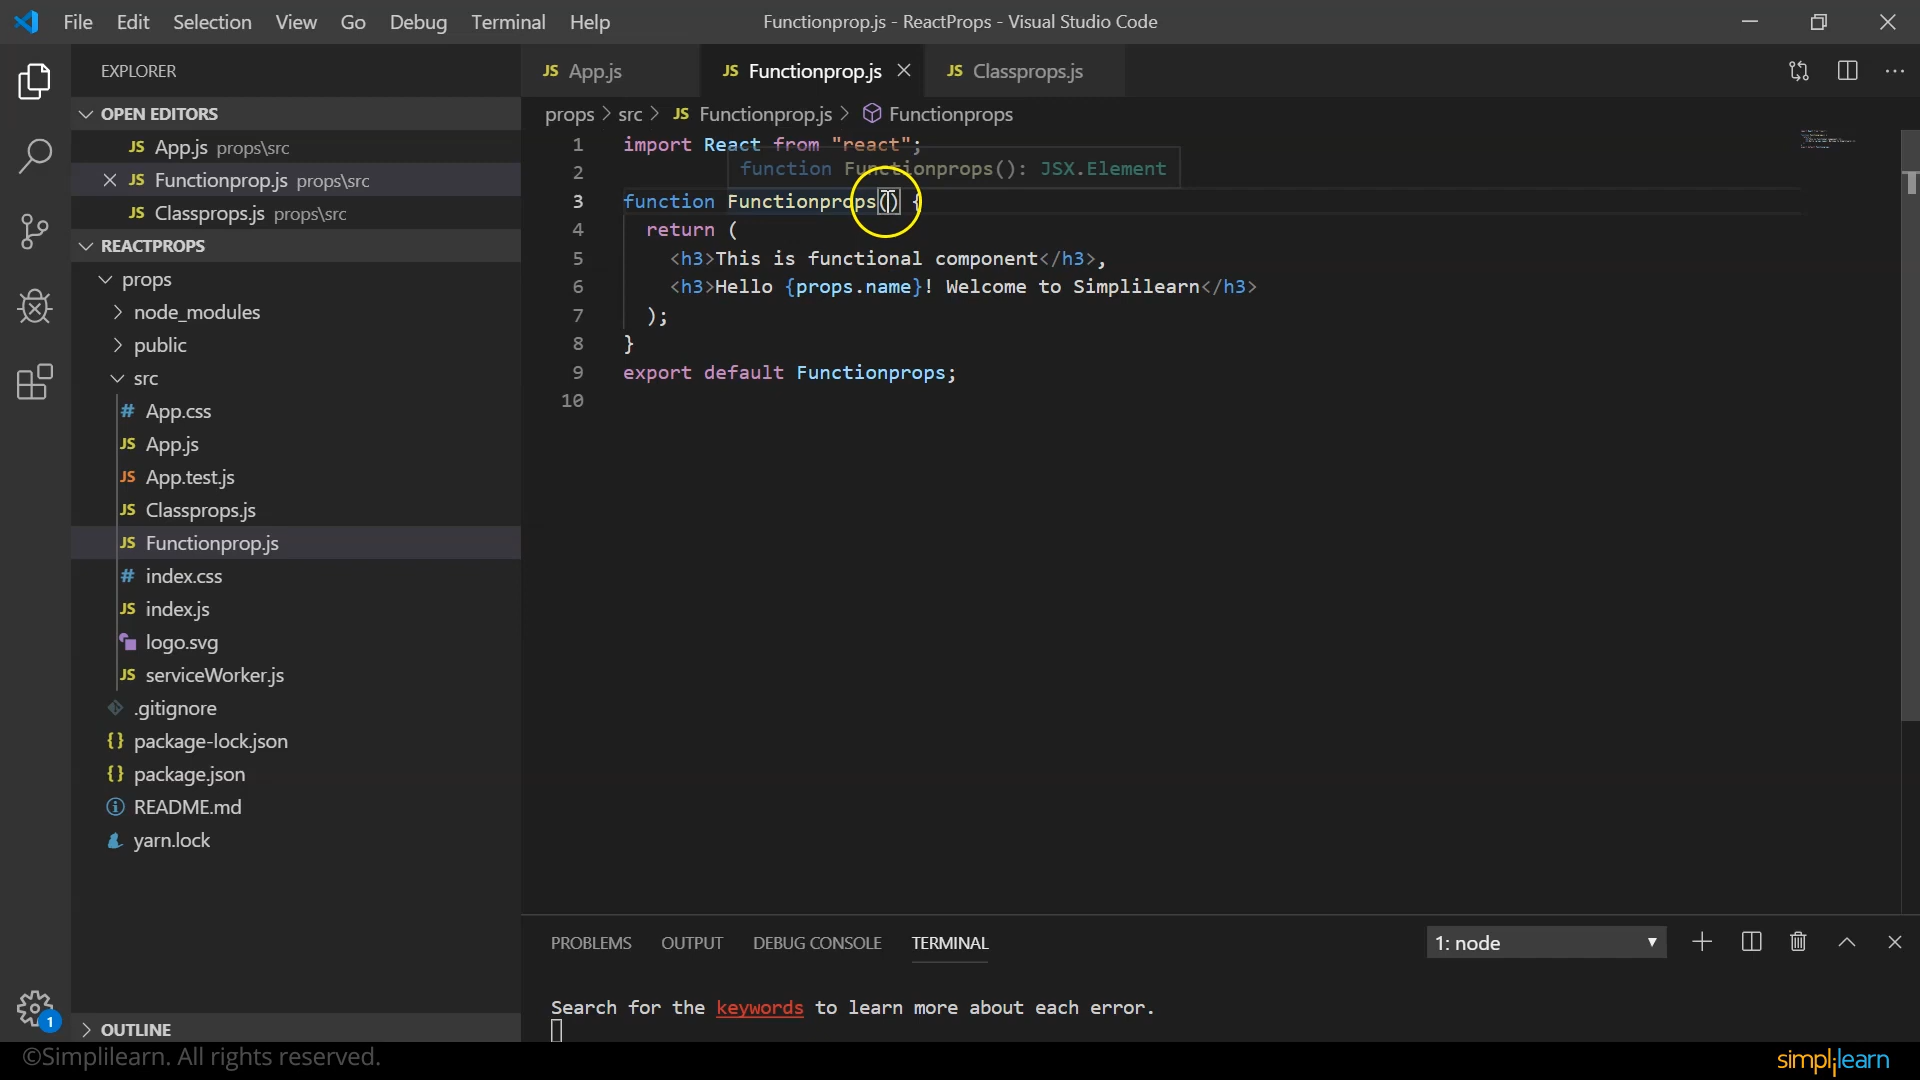 File Edit Selection View Go Debug Terminal Help
Functionprop.js - ReactProps - Visual Studio Code
EXPLORER
OPEN EDITORS
JS App.js props\src
JS Functionprop.js props\src
JS Classprops.js props\src
REACTPROPS
props
node_modules
public
src
# App.css
JS App.js
JS App.test.js
JS Classprops.js
JS Functionprop.js
# index.css
JS index.js
logo.svg
JS serviceWorker.js
.gitignore
{} package-lock.json
{} package.json
README.md
yarn.lock
OUTLINE
1
JS App.js JS Functionprop.js JS Classprops.js
props > src > JS Functionprop.js > Functionprops
1 import React from "react";
2
function Functionprops(): JSX.Element
3 function Functionprops() {
4 return (
5 <h3>This is functional component</h3>,
6 <h3>Hello {props.name}! Welcome to Simplilearn</h3>
7 );
8 }
9 export default Functionprops;
10
PROBLEMS OUTPUT DEBUG CONSOLE TERMINAL
1: node
Search for the keywords to learn more about each error.
©Simplilearn. All rights reserved.
simplilearn